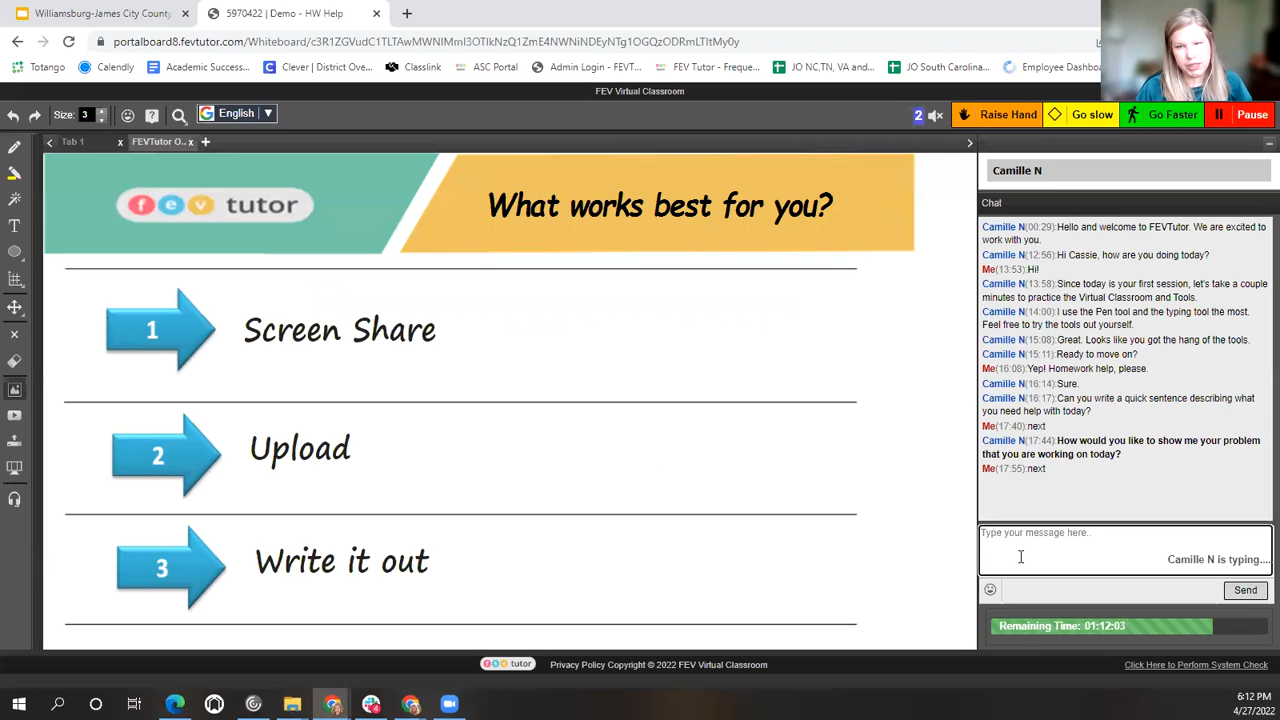 Williamsburg-James City County
5970422 | Demo - HW Help
portalboard8.fevtutor.com/Whiteboard/
Totango
Calendly
Academic Success...
Clever | District Ove...
Classlink
ASC Portal
Admin Login - FEVT...
FEV Tutor - Freque...
JO NC,TN, VA and...
JO South Carolina...
Employee Dashboa
FEV Virtual Classroom
Size: 3
English
2
Raise Hand
Go slow
Go Faster
Pause
Tab 1 x
FEVTutor O.. x
Camille N
Chat
fev tutor
What works best for you?
1 Screen Share
2 Upload
3 Write it out
Camille N(00:29):Hello and welcome to FEVTutor. We are excited to
work with you.
Camille N(12:56):Hi Cassie, how are you doing today?
Me(13:53):Hi!
Camille N(13:58):Since today is your first session, let's take a couple
minutes to practice the Virtual Classroom and Tools.
Camille N(14:00):I use the Pen tool and the typing tool the most.
Feel free to try the tools out yourself.
Camille N(15:08):Great. Looks like you got the hang of the tools.
Camille N(15:11):Ready to move on?
Me(16:08):Yep! Homework help, please.
Camille N(16:14):Sure.
Camille N(16:17):Can you write a quick sentence describing what
you need help with today?
Me(17:40):next
Camille N(17:44):How would you like to show me your problem
that you are working on today?
Me(17:55):next
Type your message here..
Camille N is typing....
Send
Remaining Time: 01:12:03
fev tutor
Privacy Policy Copyright © 2022 FEV Virtual Classroom
Click Here to Perform System Check
6:12 PM
4/27/2022